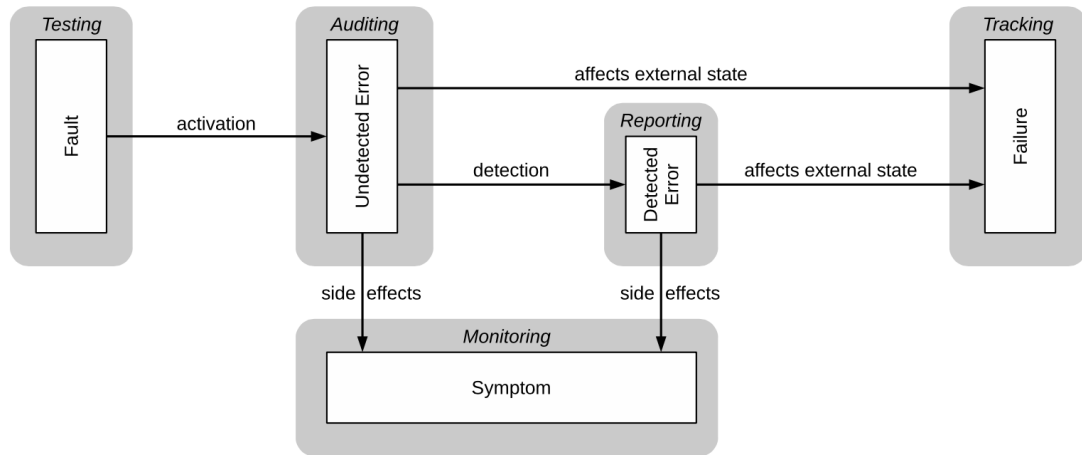 Testing
Auditing
Tracking
Fault
activation
Undetected Error
affects external state
Failure
Reporting
detection
Detected
Error
affects external state
side effects
side effects
Monitoring
Symptom